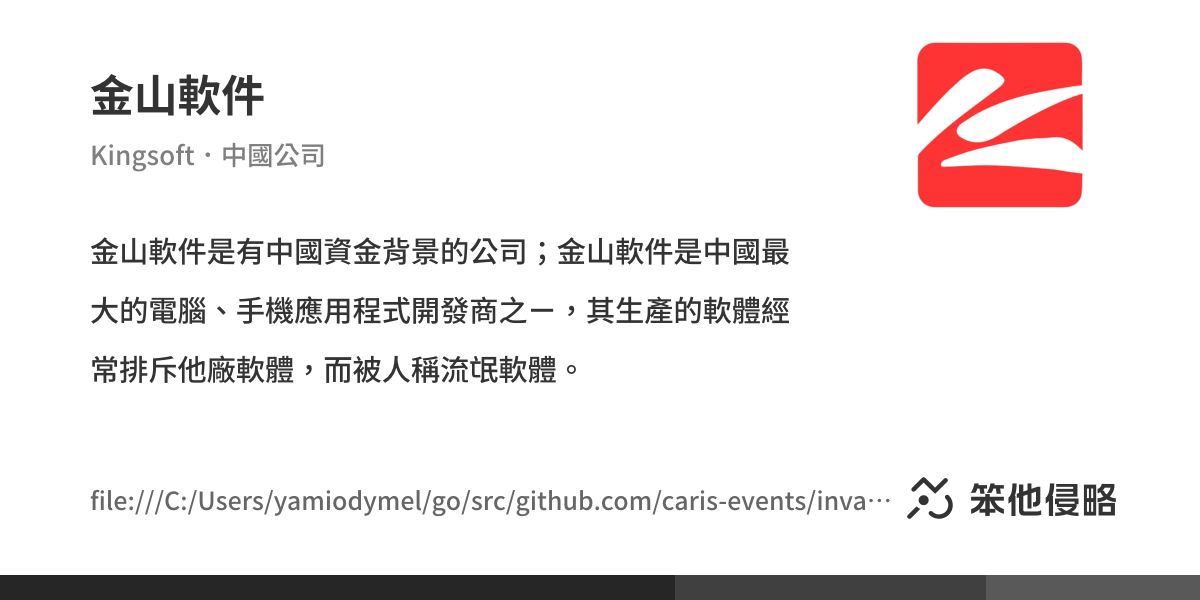 金山軟件
Kingsoft・中國公司
金山軟件是有中國資金背景的公司；金山軟件是中國最
大的電腦、手機應用程式開發商之一，其生產的軟體經
常排斥他廠軟體，而被人稱流氓軟體。
file:///C:/Users/yamiodymel/go/src/github.com/caris-events/inva…
笨他侵略